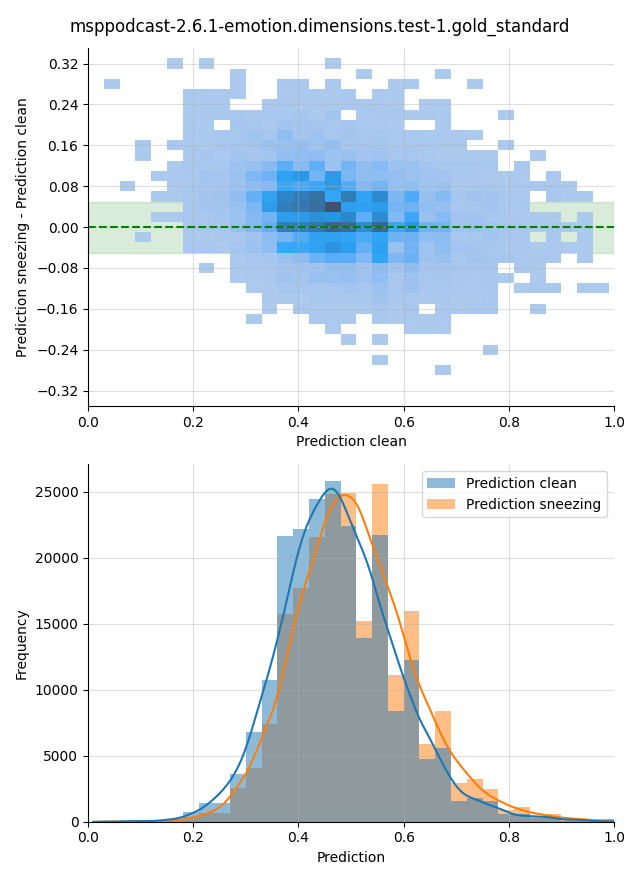 msppodcast-2.6.1-emotion.dimensions.test-1.gold_standard
0.32
0.24
0.16
0.08
0.00
−0.08
−0.16
−0.24
−0.32
Prediction sneezing - Prediction clean
0.0 0.2 0.4 0.6 0.8 1.0
Prediction clean
Prediction clean
Prediction sneezing
25000
20000
15000
10000
5000
0
Frequency
0.0 0.2 0.4 0.6 0.8 1.0
Prediction